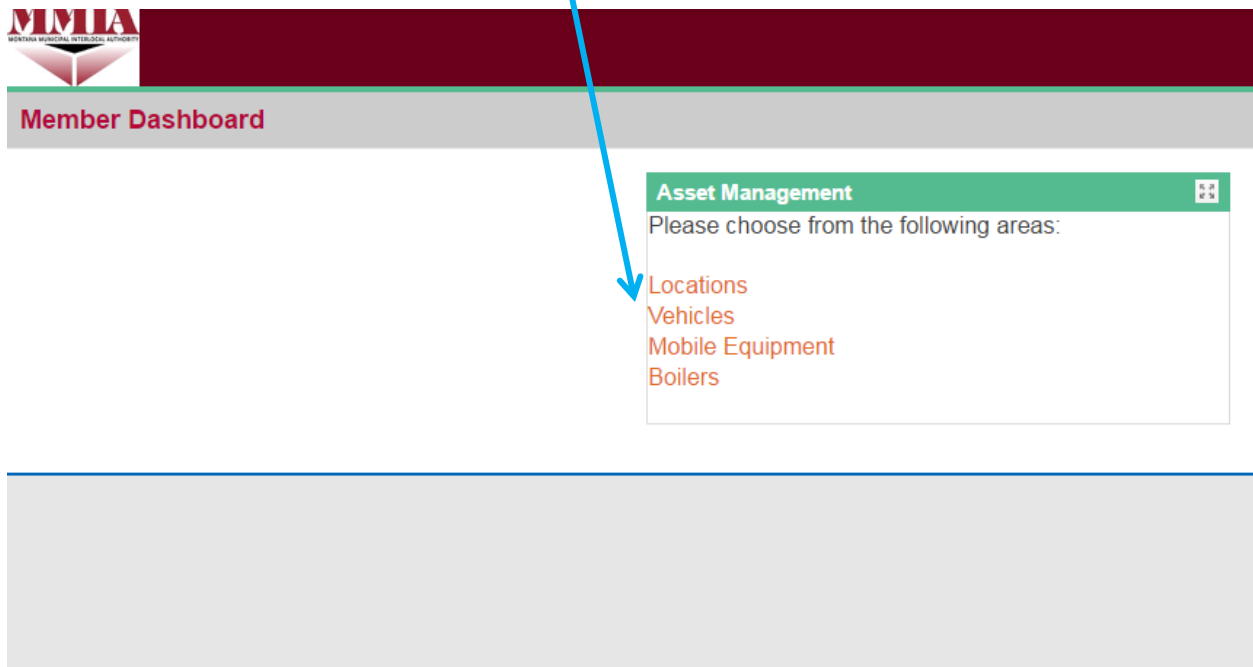 MMIA
MONTANA MUNICIPAL INTERLOCAL AUTHORITY
Member Dashboard
Asset Management
Please choose from the following areas:
Locations
Vehicles
Mobile Equipment
Boilers